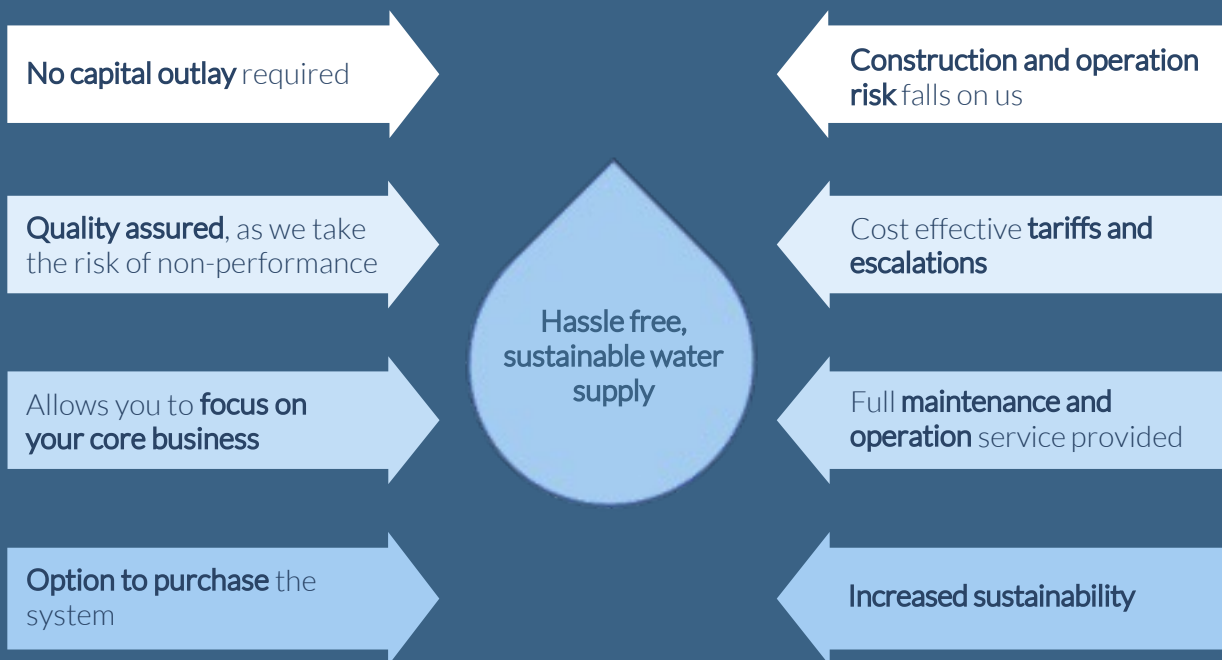 No capital outlay required
Construction and operation
risk falls on us
Quality assured, as we take
the risk of non-performance
Cost effective tariffs and
escalations
Hassle free,
sustainable water
supply
Allows you to focus on
your core business
Full maintenance and
operation service provided
Option to purchase the
system
Increased sustainability